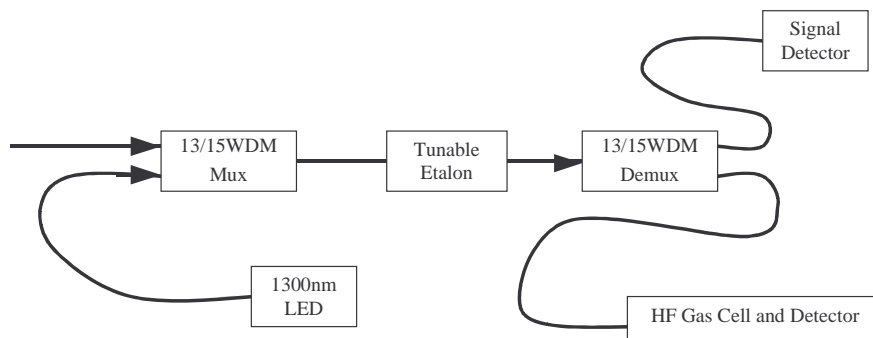 Signal
Detector
13/15WDM
Mux
Tunable
Etalon
13/15WDM
Demux
1300nm
LED
HF Gas Cell and Detector